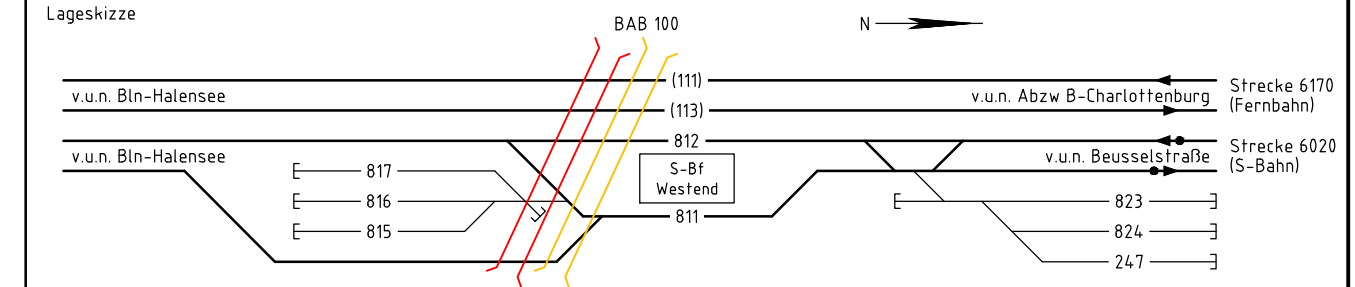 Lageskizze
BAB 100
N
(111)
v.u.n. Bln-Halensee
v.u.n. Abzw B-Charlottenburg
Strecke 6170
(Fernbahn)
(113)
812
v.u.n. Bln-Halensee
v.u.n. Beusselstraße
Strecke 6020
(S-Bahn)
S-Bf
Westend
817
816
815
811
823
824
247